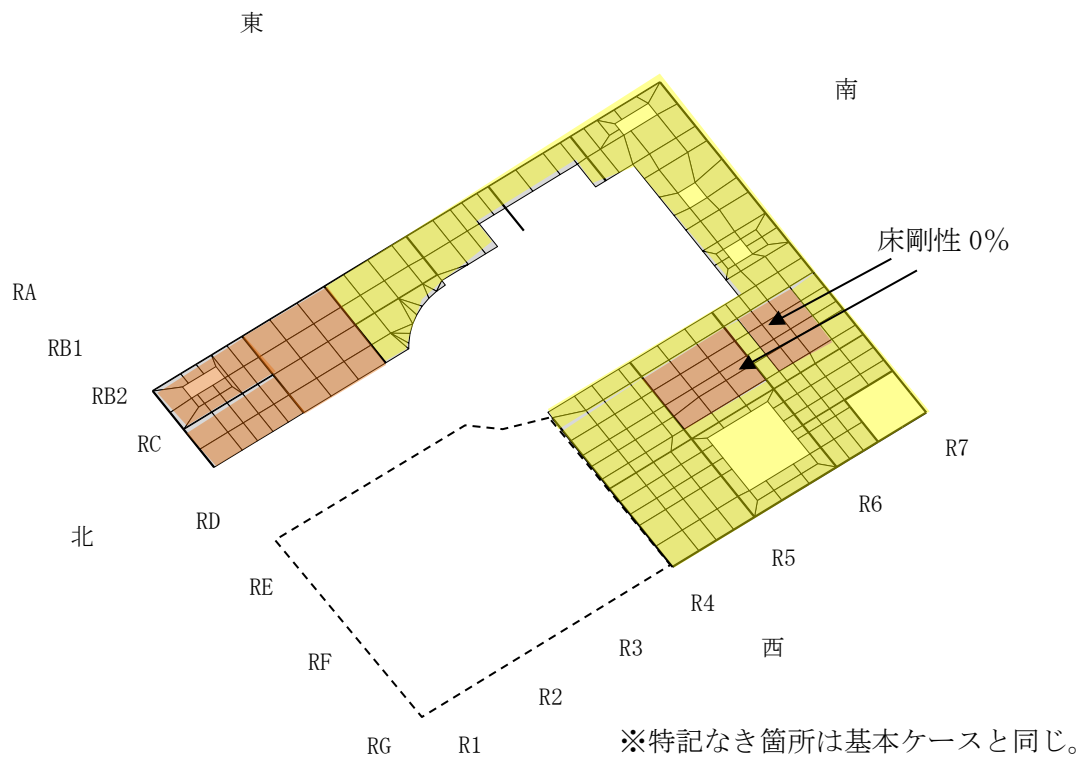 東
南
床剛性 0％
RA
RB1
RB2
RC
R7
R6
RD
北
R5
RE
R4
R3
西
RF
R2
RG
R1
※特記なき箇所は基本ケースと同じ。